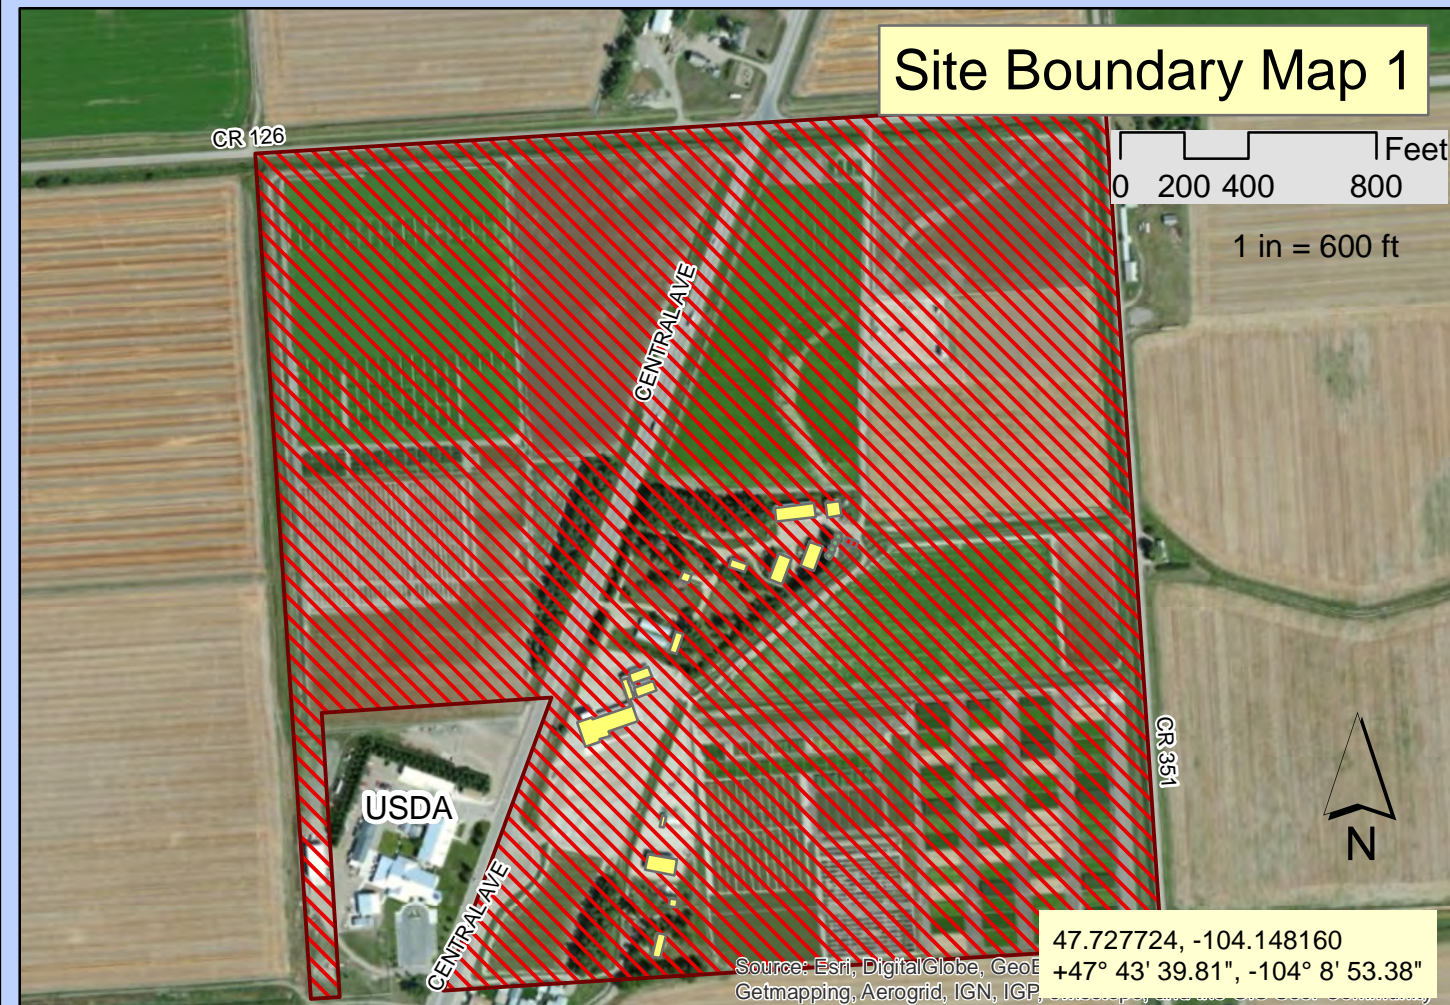 Site Boundary Map 1
CR 126
Feet
0 200 400 800
1 in = 600 ft
CENTRAL AVE
CR 351
USDA
N
CENTRAL AVE
47.727724, -104.148160
+47° 43' 39.81", -104° 8' 53.38"
Source: Esri, DigitalGlobe,
Getmapping, Aerogrid, IGN, IGP,